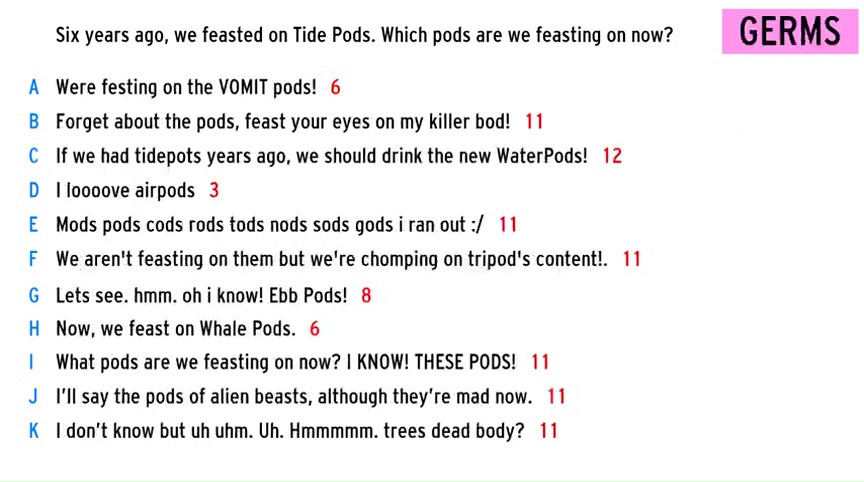 Six years ago, we feasted on Tide Pods. Which pods are we feasting on now?
GERMS
A Were festing on the VOMIT pods! 6
B Forget about the pods, feast your eyes on my killer bod! 11
C If we had tidepots years ago, we should drink the new WaterPods! 12
D I loooove airpods 3
E Mods pods cods rods tods nods sods gods i ran out :/ 11
F We aren't feasting on them but we're chomping on tripod's content!. 11
G Lets see. hmm. oh i know! Ebb Pods! 8
H Now, we feast on Whale Pods. 6
I What pods are we feasting on now? I KNOW! THESE PODS! 11
J I'll say the pods of alien beasts, although they're mad now. 11
K I don't know but uh uhm. Uh. Hmmmmm. trees dead body? 11